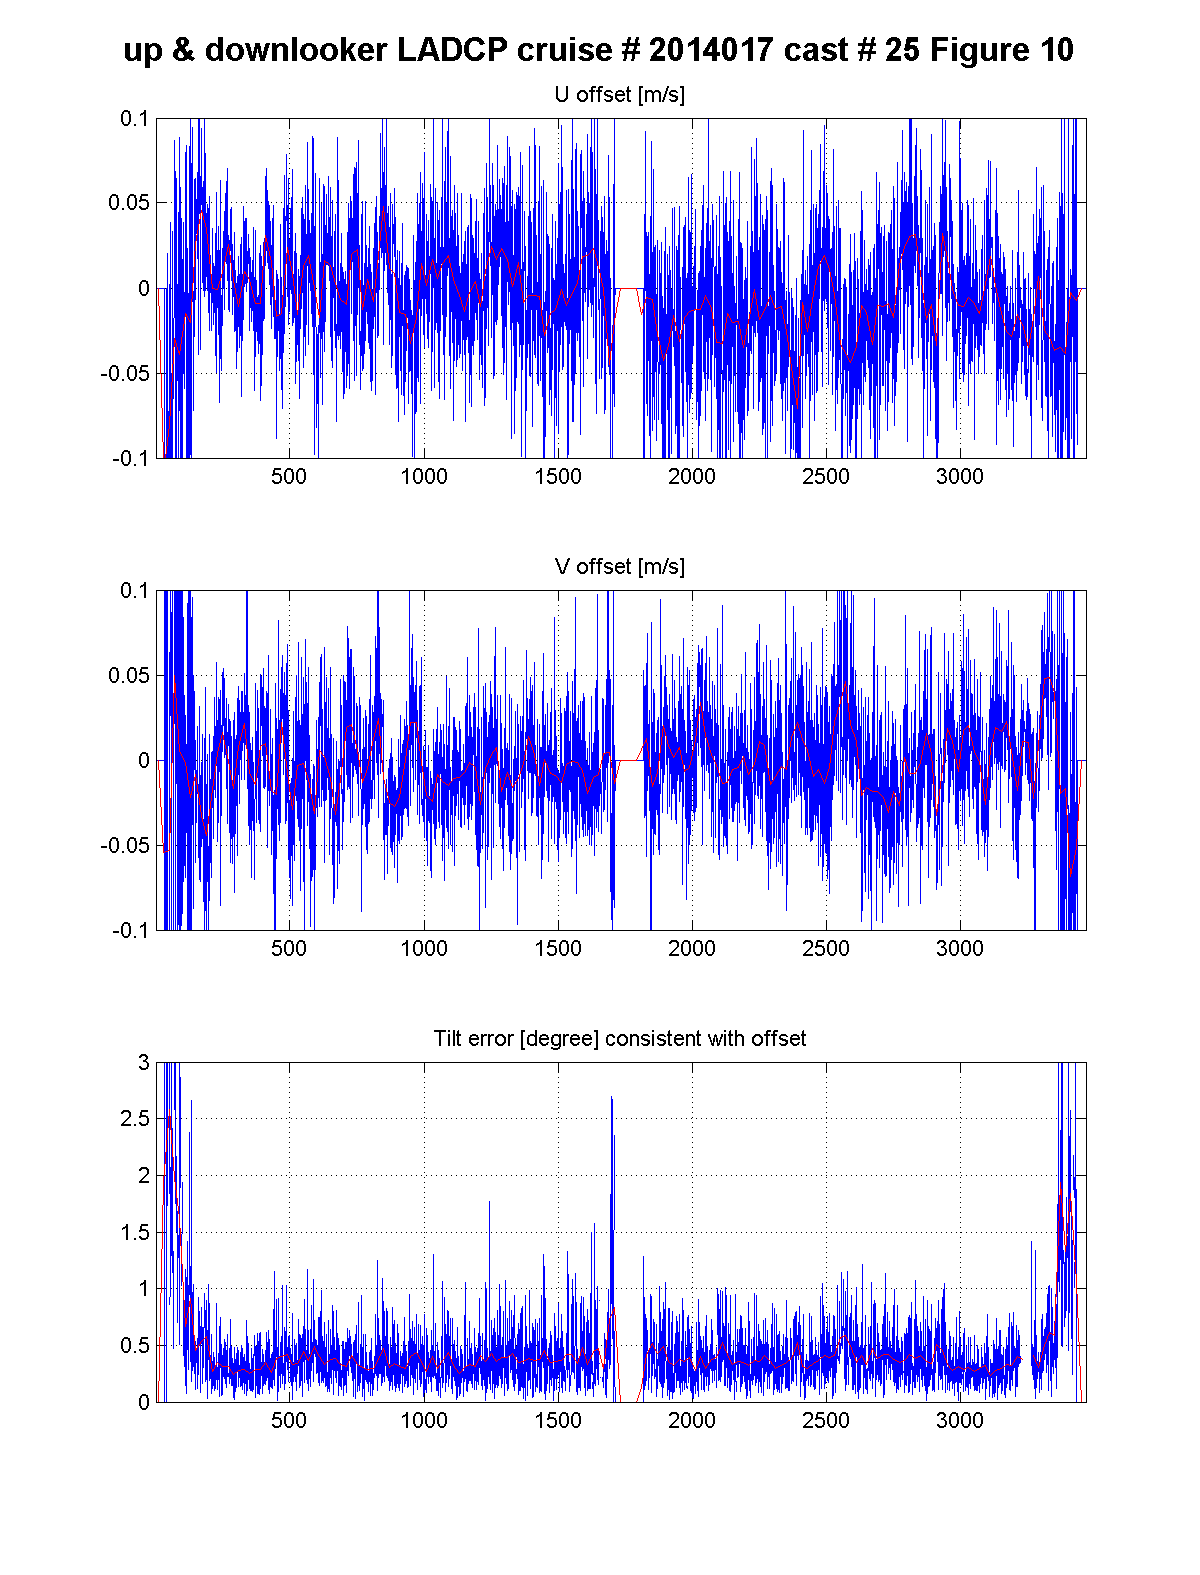 up & downlooker LADCP cruise # 2014017 cast # 25 Figure 10
U offset [m/s]
0.1
0.05
0
-0.05
-0.1
500 1000 1500 2000 2500 3000
V offset [m/s]
0.1
0.05
0
-0.05
-0.1
500 1000 1500 2000 2500 3000
Tilt error [degree] consistent with offset
3
2.5
2
1.5
1
0.5
0
500 1000 1500 2000 2500 3000